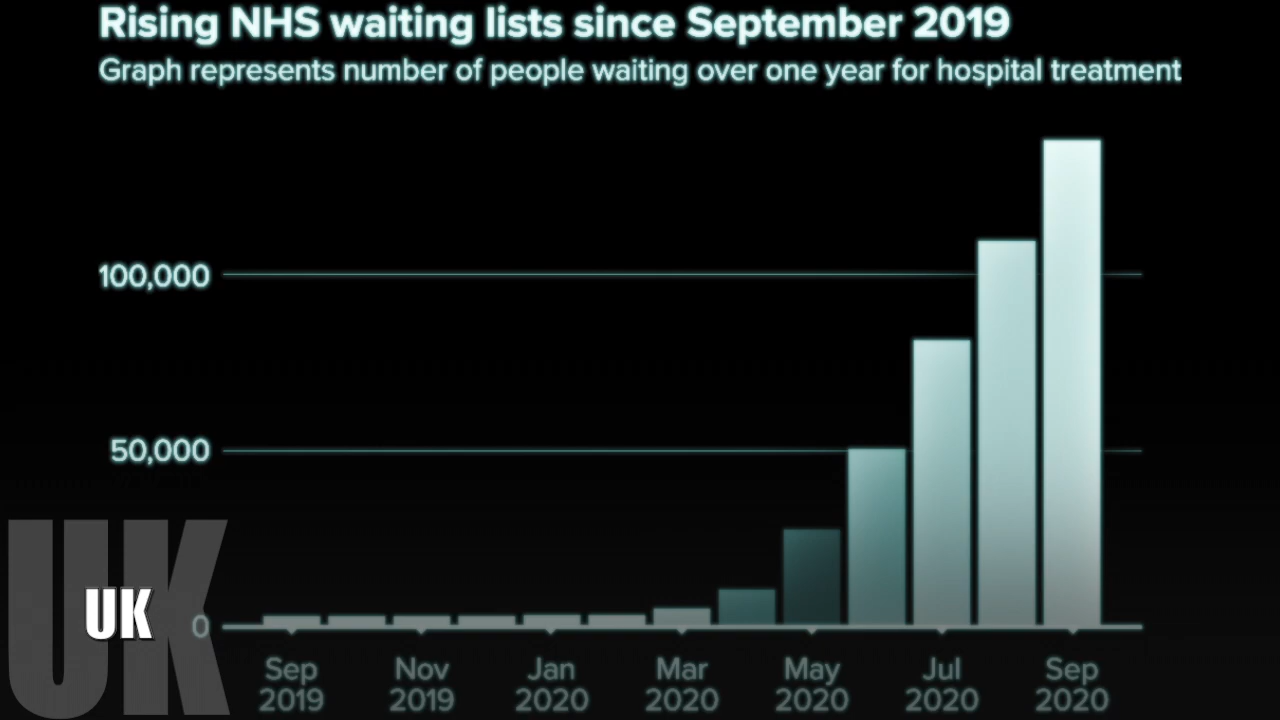 Rising NHS waiting lists since September 2019
Graph represents number of people waiting over one year for hospital treatment
100,000
50,000
0
Sep Nov Jan Mar May Jul Sep
2019 2019 2020 2020 2020 2020 2020
UK
UK